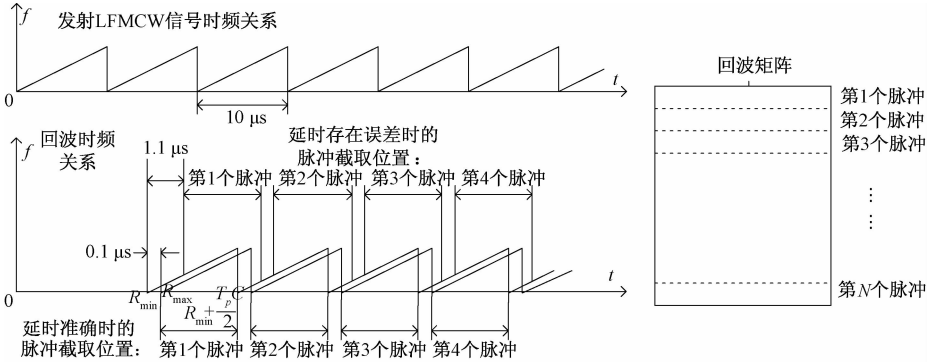 f
发射LFMCW信号时频关系
t
0
10 μs
f
回波时频
关系
1.1 μs
延时存在误差时的
脉冲截取位置：
第1个脉冲 第2个脉冲 第3个脉冲 第4个脉冲
0.1 μs
t
0
R_min R_max R_min+T_pC/2
延时准确时的
脉冲截取位置： 第1个脉冲 第2个脉冲 第3个脉冲 第4个脉冲
回波矩阵
第1个脉冲
第2个脉冲
第3个脉冲
⋮
⋮
第N个脉冲